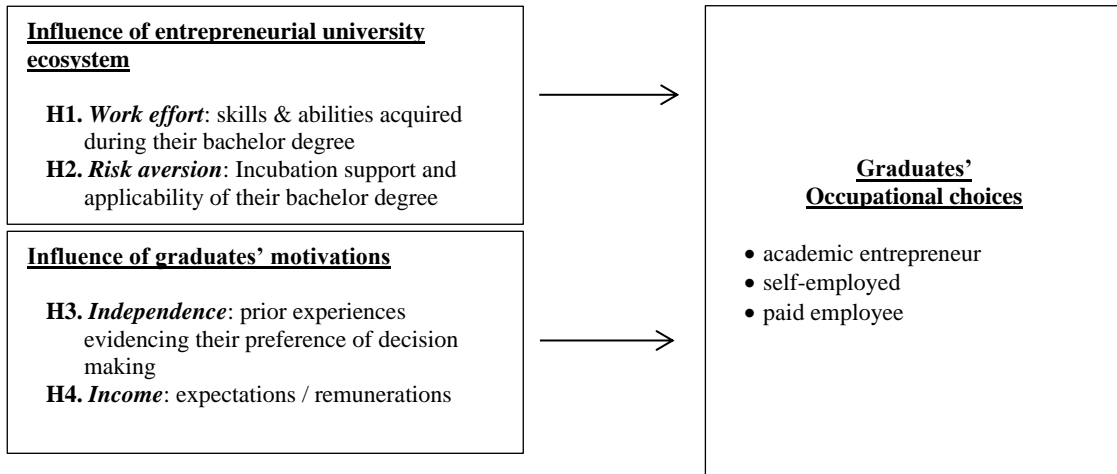 Influence of entrepreneurial university
ecosystem
H1. Work effort: skills & abilities acquired
during their bachelor degree
H2. Risk aversion: Incubation support and
applicability of their bachelor degree
Influence of graduates’ motivations
H3. Independence: prior experiences
evidencing their preference of decision
making
H4. Income: expectations / remunerations
Graduates’
Occupational choices
• academic entrepreneur
• self-employed
• paid employee